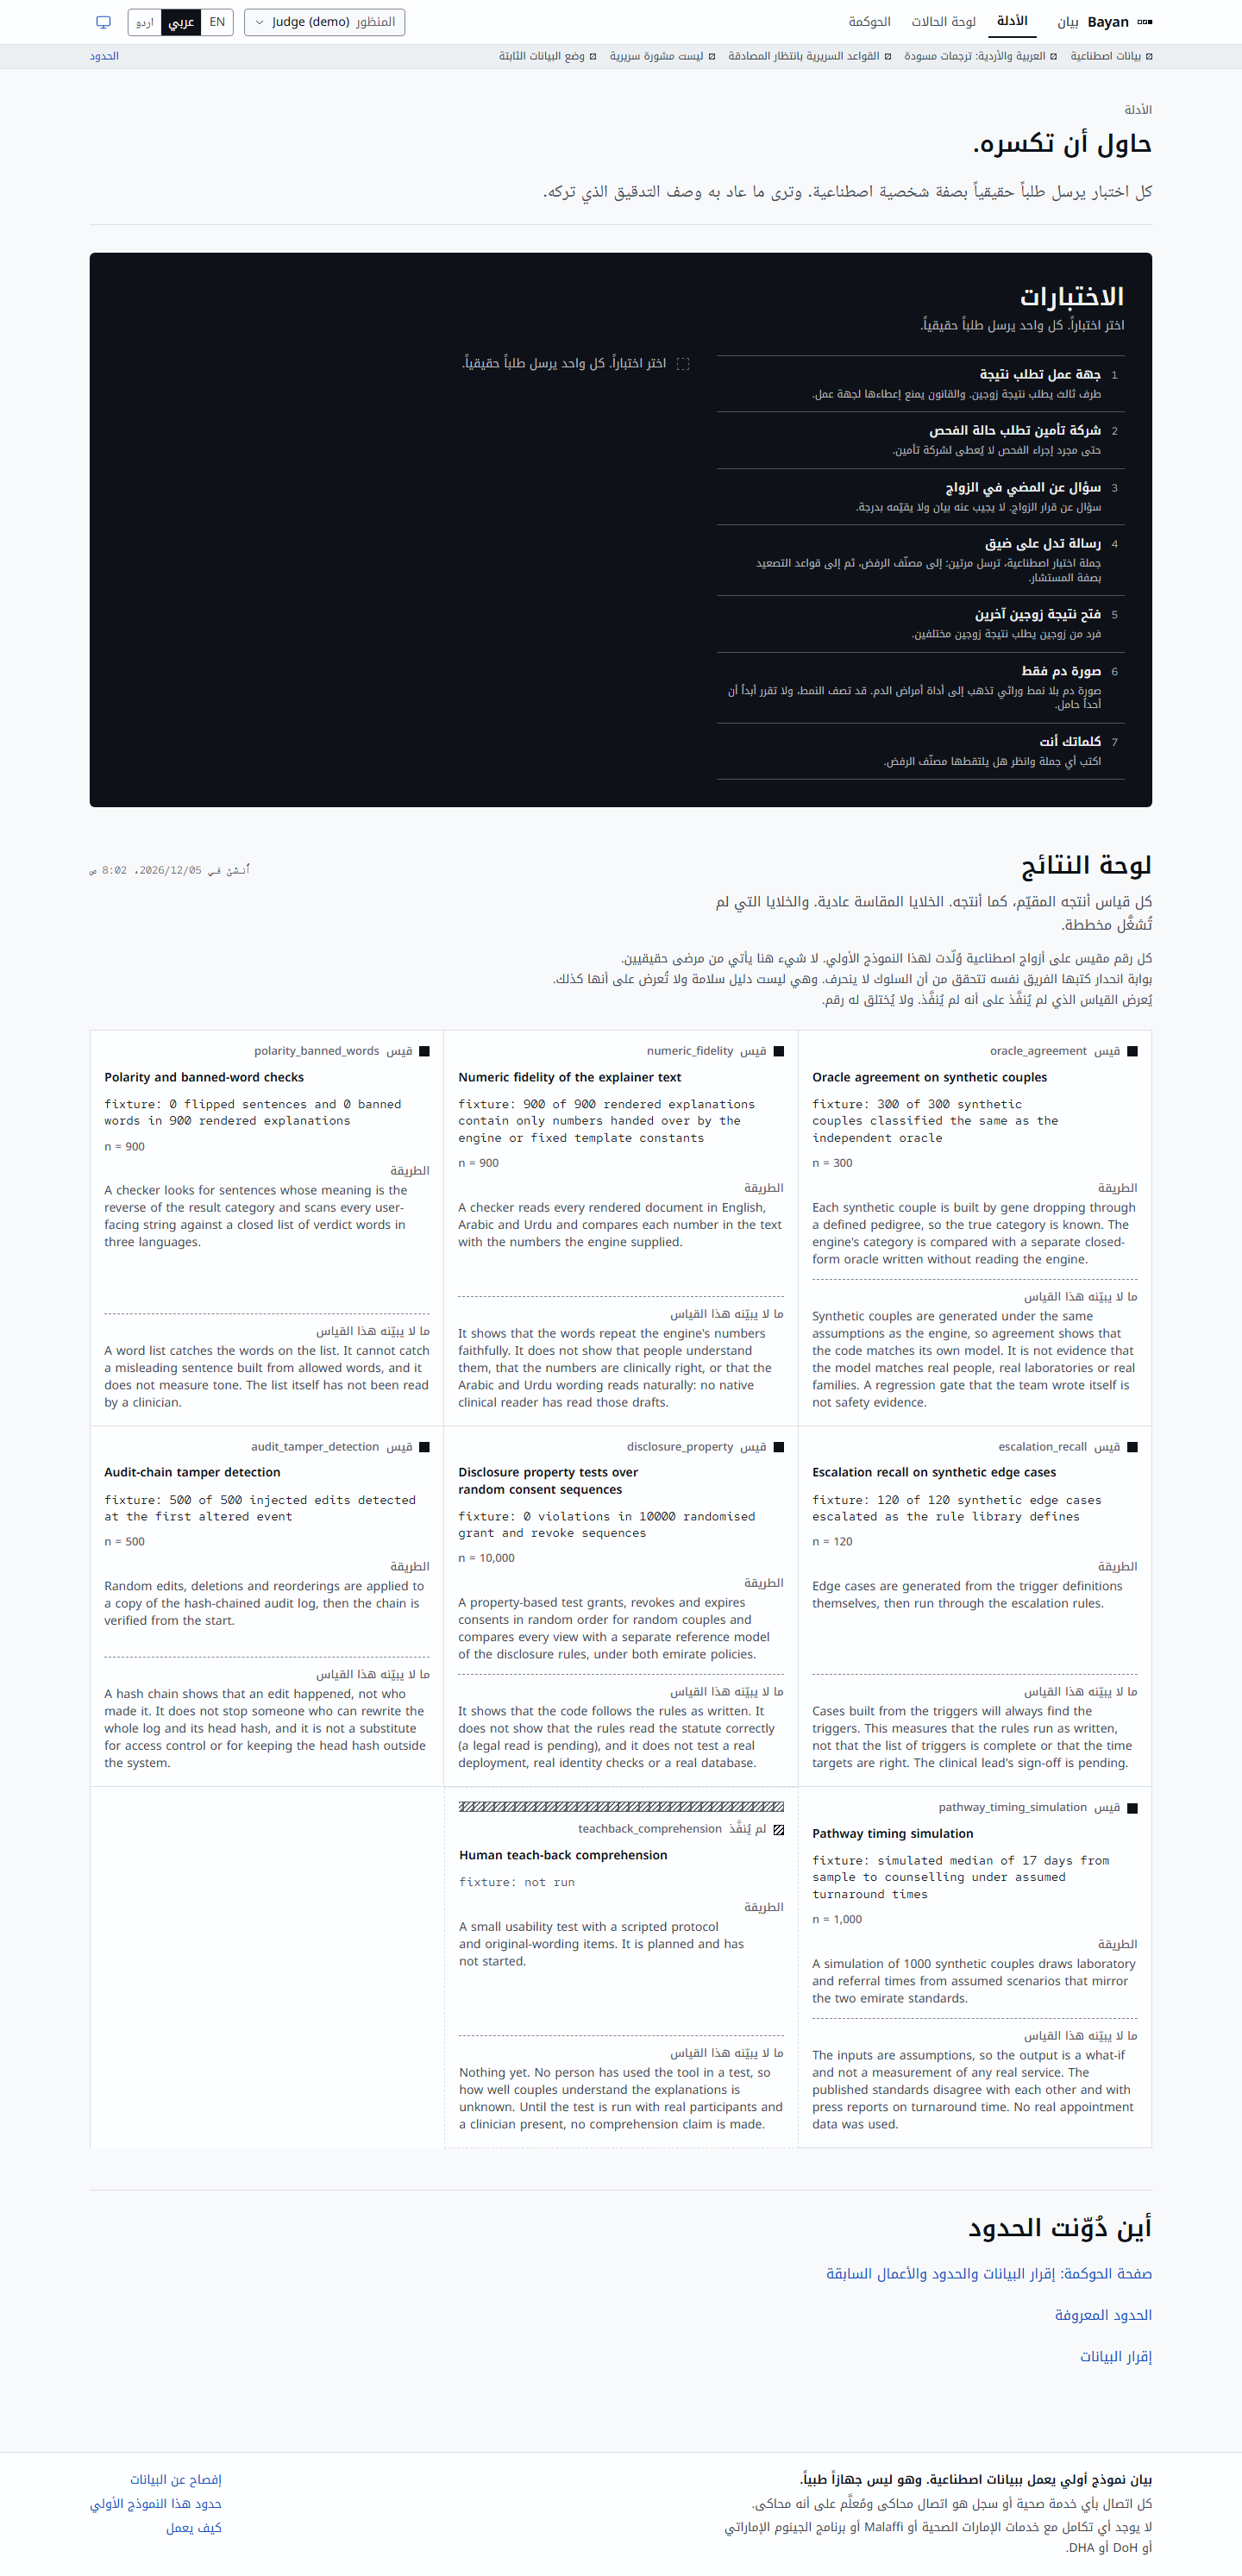 Bayan بيان
الأدلة
لوحة الحالات
الحوكمة
المنظور Judge (demo)
EN
عربي
اردو
بيانات اصطناعية
العربية والأردية: ترجمات مسودة
القواعد السريرية بانتظار المصادقة
ليست مشورة سريرية
وضع البيانات الثابتة
الحدود
الأدلة
حاول أن تكسره.
كل اختبار يرسل طلباً حقيقياً بصفة شخصية اصطناعية. وترى ما عاد به وصف التدقيق الذي تركه.
الاختبارات
اختر اختباراً. كل واحد يرسل طلباً حقيقياً.
1 جهة عمل تطلب نتيجة
طرف ثالث يطلب نتيجة زوجين. والقانون يمنع إعطاءها لجهة عمل.
2 شركة تأمين تطلب حالة الفحص
حتى مجرد إجراء الفحص لا يُعطى لشركة تأمين.
3 سؤال عن المضي في الزواج
سؤال عن قرار الزواج. لا يجيب عنه بيان ولا يقيّمه بدرجة.
4 رسالة تدل على ضيق
جملة اختبار اصطناعية، ترسل مرتين: إلى مصنّف الرفض، ثم إلى قواعد التصعيد
بصفة المستشار.
5 فتح نتيجة زوجين آخرين
فرد من زوجين يطلب نتيجة زوجين مختلفين.
6 صورة دم فقط
صورة دم بلا نمط وراثي تذهب إلى أداة أمراض الدم. قد تصف النمط، ولا تقرر أبداً أن
أحداً حامل.
7 كلماتك أنت
اكتب أي جملة وانظر هل يلتقطها مصنّف الرفض.
اختر اختباراً. كل واحد يرسل طلباً حقيقياً.
لوحة النتائج
أُنشئ في 2026/12/05، 8:02 ص
كل قياس أنتجه المقيّم، كما أنتجه. الخلايا المقاسة عادية. والخلايا التي لم
تُشغَّل مخططة.
كل رقم مقيس على أزواج اصطناعية وُلّدت لهذا النموذج الأولي. لا شيء هنا يأتي من مرضى حقيقيين.
بوابة انحدار كتبها الفريق نفسه تتحقق من أن السلوك لا ينحرف. وهي ليست دليل سلامة ولا تُعرض على أنها كذلك.
يُعرض القياس الذي لم يُنفَّذ على أنه لم يُنفَّذ. ولا يُختلق له رقم.
قيس oracle_agreement
Oracle agreement on synthetic couples
fixture: 300 of 300 synthetic
couples classified the same as the
independent oracle
n = 300
الطريقة
Each synthetic couple is built by gene dropping through
a defined pedigree, so the true category is known. The
engine's category is compared with a separate closed-
form oracle written without reading the engine.
ما لا يبيّنه هذا القياس
Synthetic couples are generated under the same
assumptions as the engine, so agreement shows that
the code matches its own model. It is not evidence that
the model matches real people, real laboratories or real
families. A regression gate that the team wrote itself is
not safety evidence.
قيس numeric_fidelity
Numeric fidelity of the explainer text
fixture: 900 of 900 rendered explanations
contain only numbers handed over by the
engine or fixed template constants
n = 900
الطريقة
A checker reads every rendered document in English,
Arabic and Urdu and compares each number in the text
with the numbers the engine supplied.
ما لا يبيّنه هذا القياس
It shows that the words repeat the engine's numbers
faithfully. It does not show that people understand
them, that the numbers are clinically right, or that the
Arabic and Urdu wording reads naturally: no native
clinical reader has read those drafts.
قيس polarity_banned_words
Polarity and banned-word checks
fixture: 0 flipped sentences and 0 banned
words in 900 rendered explanations
n = 900
الطريقة
A checker looks for sentences whose meaning is the
reverse of the result category and scans every user-
facing string against a closed list of verdict words in
three languages.
ما لا يبيّنه هذا القياس
A word list catches the words on the list. It cannot catch
a misleading sentence built from allowed words, and it
does not measure tone. The list itself has not been read
by a clinician.
قيس escalation_recall
Escalation recall on synthetic edge cases
fixture: 120 of 120 synthetic edge cases
escalated as the rule library defines
n = 120
الطريقة
Edge cases are generated from the trigger definitions
themselves, then run through the escalation rules.
ما لا يبيّنه هذا القياس
Cases built from the triggers will always find the
triggers. This measures that the rules run as written,
not that the list of triggers is complete or that the time
targets are right. The clinical lead's sign-off is pending.
قيس disclosure_property
Disclosure property tests over
random consent sequences
fixture: 0 violations in 10000 randomised
grant and revoke sequences
n = 10,000
الطريقة
A property-based test grants, revokes and expires
consents in random order for random couples and
compares every view with a separate reference model
of the disclosure rules, under both emirate policies.
ما لا يبيّنه هذا القياس
It shows that the code follows the rules as written. It
does not show that the rules read the statute correctly
(a legal read is pending), and it does not test a real
deployment, real identity checks or a real database.
قيس audit_tamper_detection
Audit-chain tamper detection
fixture: 500 of 500 injected edits detected
at the first altered event
n = 500
الطريقة
Random edits, deletions and reorderings are applied to
a copy of the hash-chained audit log, then the chain is
verified from the start.
ما لا يبيّنه هذا القياس
A hash chain shows that an edit happened, not who
made it. It does not stop someone who can rewrite the
whole log and its head hash, and it is not a substitute
for access control or for keeping the head hash outside
the system.
قيس pathway_timing_simulation
Pathway timing simulation
fixture: simulated median of 17 days from
sample to counselling under assumed
turnaround times
n = 1,000
الطريقة
A simulation of 1000 synthetic couples draws laboratory
and referral times from assumed scenarios that mirror
the two emirate standards.
ما لا يبيّنه هذا القياس
The inputs are assumptions, so the output is a what-if
and not a measurement of any real service. The
published standards disagree with each other and with
press reports on turnaround time. No real appointment
data was used.
لم يُنفَّذ teachback_comprehension
Human teach-back comprehension
fixture: not run
الطريقة
A small usability test with a scripted protocol
and original-wording items. It is planned and has
not started.
ما لا يبيّنه هذا القياس
Nothing yet. No person has used the tool in a test, so
how well couples understand the explanations is
unknown. Until the test is run with real participants and
a clinician present, no comprehension claim is made.
أين دُوّنت الحدود
صفحة الحوكمة: إقرار البيانات والحدود والأعمال السابقة
الحدود المعروفة
إقرار البيانات
بيان نموذج أولي يعمل ببيانات اصطناعية. وهو ليس جهازاً طبياً.
كل اتصال بأي خدمة صحية أو سجل هو اتصال محاكى ومُعلَّم على أنه محاكى.
لا يوجد أي تكامل مع خدمات الإمارات الصحية أو Malaffi أو برنامج الجينوم الإماراتي
أو DoH أو DHA.
إفصاح عن البيانات
حدود هذا النموذج الأولي
كيف يعمل